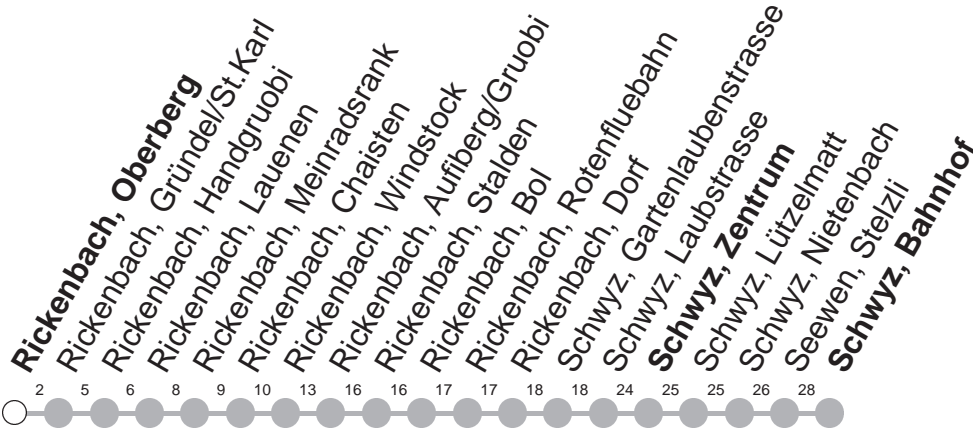 Rickenbach, Oberberg
Rickenbach, Gründel/St.Karl
Rickenbach, Handgruobi
Rickenbach, Lauenen
Rickenbach, Meinradsrank
Rickenbach, Chaisten
Rickenbach, Windstock
Rickenbach, Aufiberg/Gruobi
Rickenbach, Stalden
Rickenbach, Bol
Rickenbach, Rotenfluebahn
Rickenbach, Dorf
Schwyz, Gartenlaubenstrasse
Schwyz, Laubstrasse
Schwyz, Zentrum
Schwyz, Lützelmatt
Schwyz, Nietenbach
Seewen, Stelzli
Schwyz, Bahnhof
2 5 6 8 9 10 13 16 16 17 17 18 18 24 25 25 26 28